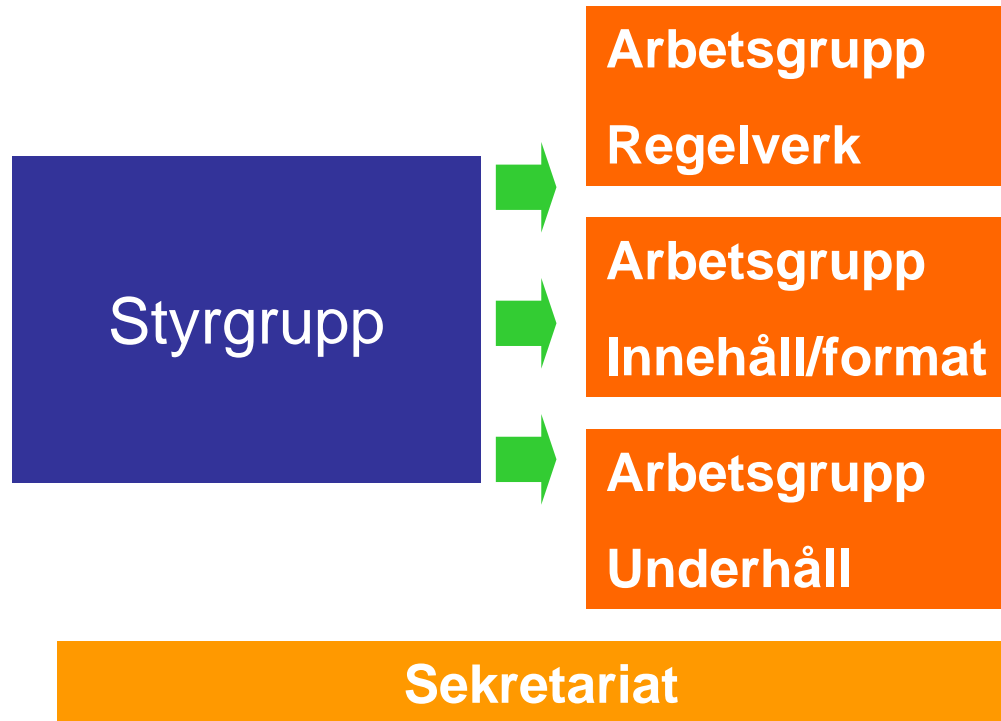 Styrgrupp
Arbetsgrupp
Regelverk
Arbetsgrupp
Innehåll/format
Arbetsgrupp
Underhåll
Sekretariat